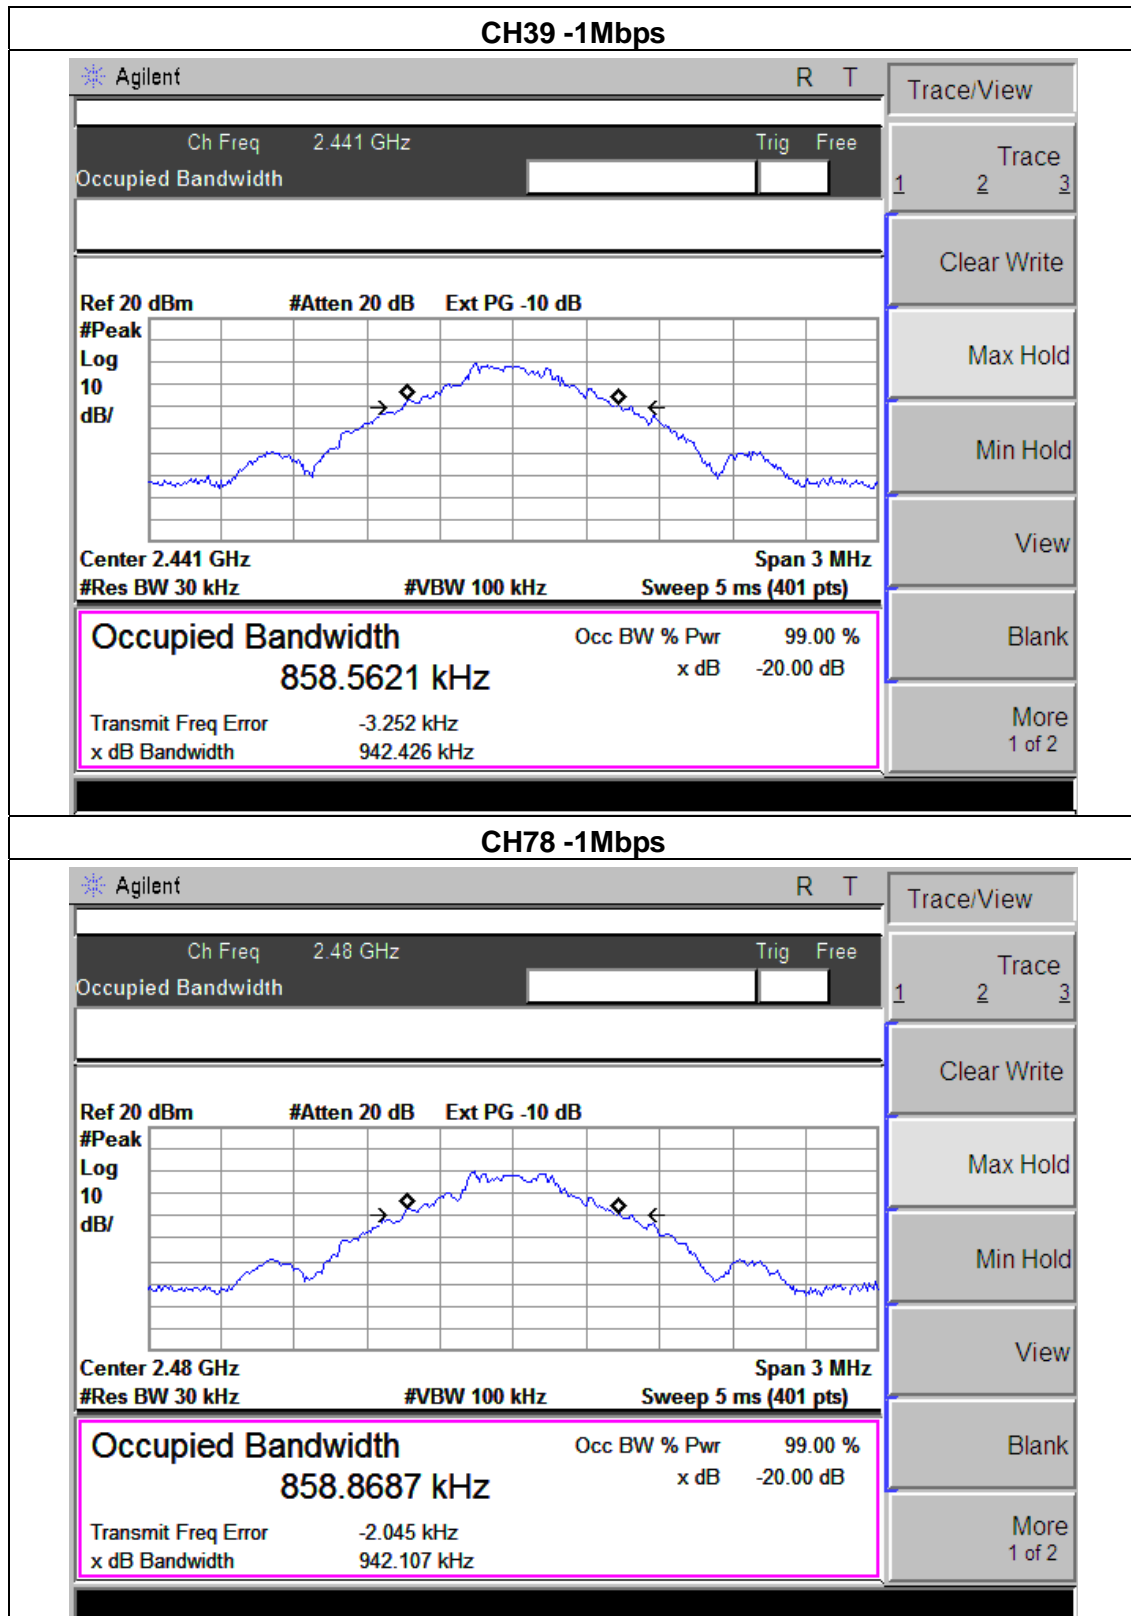 CH39 -1Mbps
Agilent R T
Trace/View
Ch Freq 2.441 GHz Trig Free
Occupied Bandwidth
Trace
1 2 3
Clear Write
Ref 20 dBm #Atten 20 dB Ext PG -10 dB
#Peak
Log
10
dB/
Max Hold
Min Hold
View
Center 2.441 GHz Span 3 MHz
#Res BW 30 kHz #VBW 100 kHz Sweep 5 ms (401 pts)
Occupied Bandwidth Occ BW % Pwr 99.00 %
858.5621 kHz x dB -20.00 dB
Blank
Transmit Freq Error -3.252 kHz
x dB Bandwidth 942.426 kHz
More
1 of 2
CH78 -1Mbps
Agilent R T
Trace/View
Ch Freq 2.48 GHz Trig Free
Occupied Bandwidth
Trace
1 2 3
Clear Write
Ref 20 dBm #Atten 20 dB Ext PG -10 dB
#Peak
Log
10
dB/
Max Hold
Min Hold
View
Center 2.48 GHz Span 3 MHz
#Res BW 30 kHz #VBW 100 kHz Sweep 5 ms (401 pts)
Occupied Bandwidth Occ BW % Pwr 99.00 %
858.8687 kHz x dB -20.00 dB
Blank
Transmit Freq Error -2.045 kHz
x dB Bandwidth 942.107 kHz
More
1 of 2